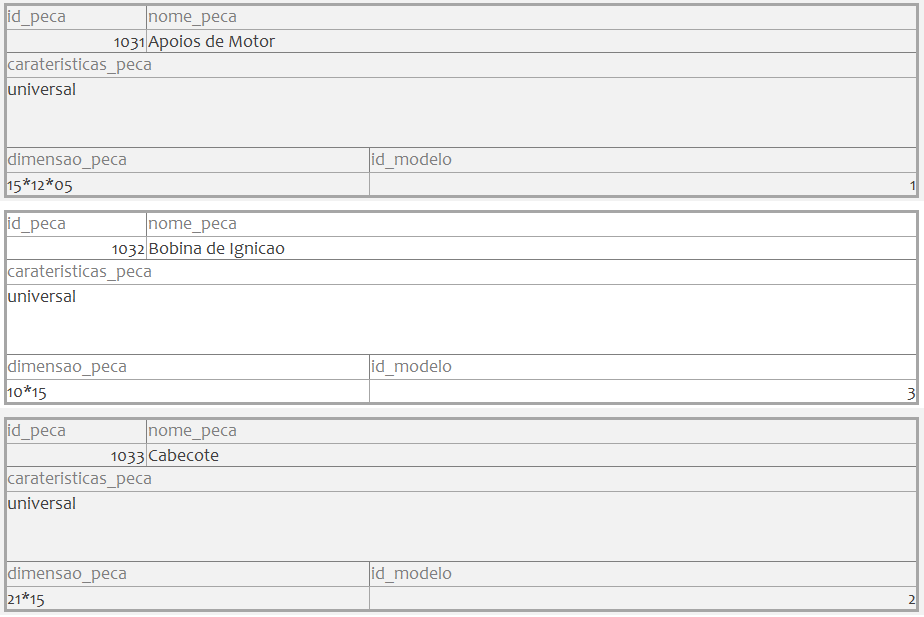 id_peca nome_peca
1031 Apoios de Motor
carateristicas_peca
universal
dimensao_peca id_modelo
15*12*05 1
id_peca nome_peca
1032 Bobina de Ignicao
carateristicas_peca
universal
dimensao_peca id_modelo
10*15 3
id_peca nome_peca
1033 Cabecote
carateristicas_peca
universal
dimensao_peca id_modelo
21*15 2